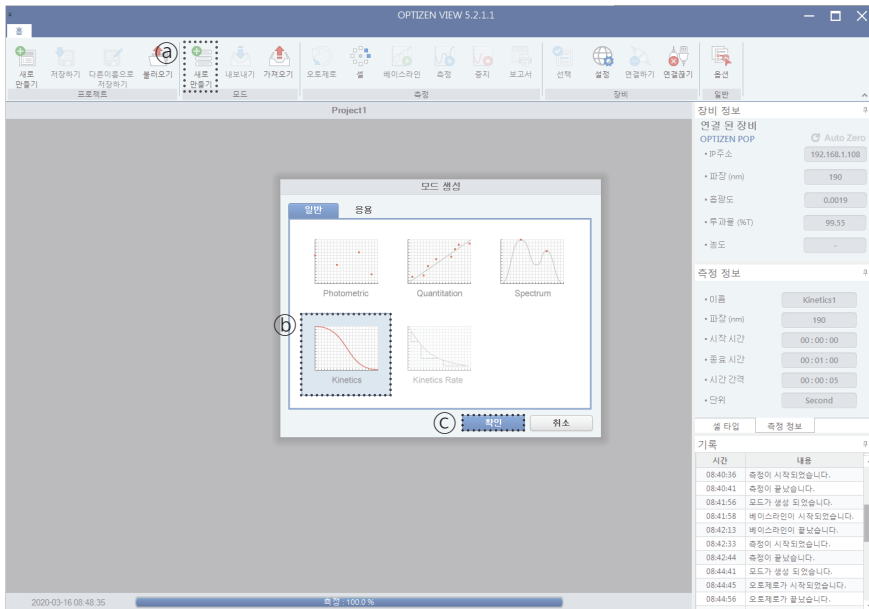 OPTIZEN VIEW 5.2.1.1
홈
새로 만들기
저장하기
다른이름으로 저장하기
불러오기
ⓐ
새로 만들기
내보내기
가져오기
오토제로
셀
베이스라인
측정
중지
보고서
선택
설정
연결하기
연결끊기
옵션
프로젝트
모드
측정
장비
일반
Project1
모드 생성
일반
응용
Photometric
Quantitation
Spectrum
ⓑ
Kinetics
Kinetics Rate
ⓒ
확인
취소
장비 정보
연결 된 장비
OPTIZEN POP
Auto Zero
• IP주소 192.168.1.108
• 파장 (nm) 190
• 흡광도 0.0019
• 투과율 (%T) 99.55
• 농도 -
측정 정보
• 이름 Kinetics1
• 파장 (nm) 190
• 시작 시간 00 : 00 : 00
• 종료 시간 00 : 01 : 00
• 시간 간격 00 : 00 : 05
• 단위 Second
셀 타입
측정 정보
기록
시간 내용
08:40:36 측정이 시작되었습니다.
08:40:41 측정이 끝났습니다.
08:41:56 모드가 생성 되었습니다.
08:41:58 베이스라인이 시작되었습니다.
08:42:13 베이스라인이 끝났습니다.
08:42:33 측정이 시작되었습니다.
08:42:44 측정이 끝났습니다.
08:44:41 모드가 생성 되었습니다.
08:44:45 오토제로가 시작되었습니다.
08:44:56 오토제로가 끝났습니다.
2020-03-16 08:48:35
측정 : 100.0 %